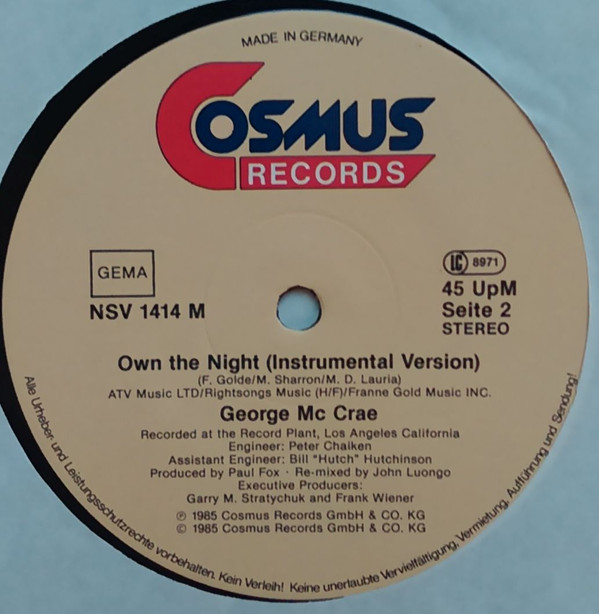 MADE IN GERMANY
COSMUS
RECORDS
GEMA
NSV 1414 M
LC 8971
45 UpM
Seite 2
STEREO
Own the Night (Instrumental Version)
(F. Golde/M. Sharron/M. D. Lauria)
ATV Music LTD/Rightsongs Music (H/F)/Franne Gold Music INC.
George Mc Crae
Recorded at the Record Plant, Los Angeles California
Engineer: Peter Chaiken
Assistant Engineer: Bill "Hutch" Hutchinson
Produced by Paul Fox · Re-mixed by John Luongo
Executive Producers:
Garry M. Stratychuk and Frank Wiener
℗ 1985 Cosmus Records GmbH & CO. KG
© 1985 Cosmus Records GmbH & CO. KG
Alle Urheber- und Leistungsschutzrechte vorbehalten. Kein Verleih! Keine unerlaubte Vervielfältigung, Vermietung, Aufführung und Sendung!